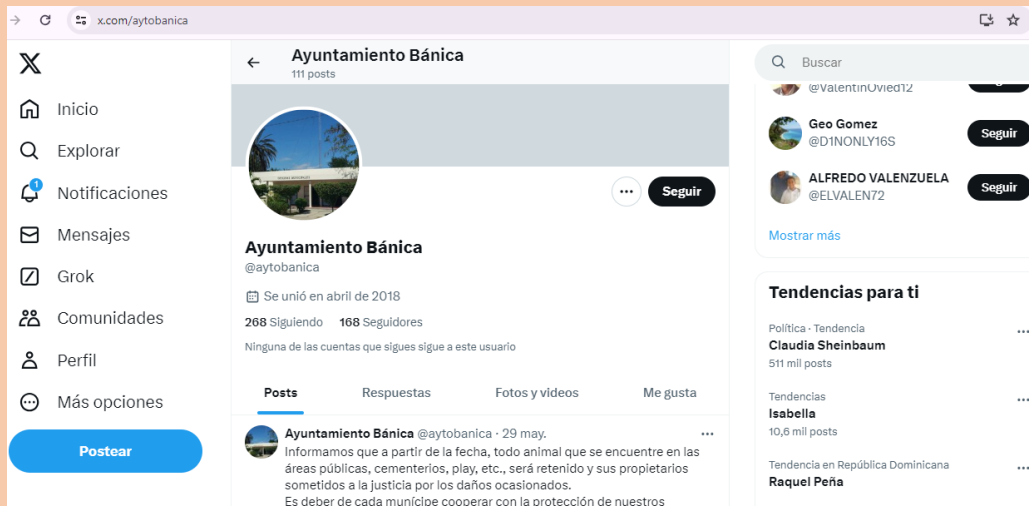 x.com/aytobanica
Inicio
Explorar
1
Notificaciones
Mensajes
Grok
Comunidades
Perfil
Más opciones
Postear
Ayuntamiento Bánica
111 posts
Seguir
Ayuntamiento Bánica
@aytobanica
Se unió en abril de 2018
268 Siguiendo 168 Seguidores
Ninguna de las cuentas que sigues sigue a este usuario
Posts Respuestas Fotos y videos Me gusta
Ayuntamiento Bánica @aytobanica · 29 may.
Informamos que a partir de la fecha, todo animal que se encuentre en las
áreas públicas, cementerios, play, etc., será retenido y sus propietarios
sometidos a la justicia por los daños ocasionados.
Es deber de cada munícipe cooperar con la protección de nuestros
Buscar
@ValentinOvied12
Geo Gomez
@D1NONLY16S
Seguir
ALFREDO VALENZUELA
@ELVALEN72
Seguir
Mostrar más
Tendencias para ti
Política · Tendencia
Claudia Sheinbaum
511 mil posts
Tendencias
Isabella
10,6 mil posts
Tendencia en República Dominicana
Raquel Peña